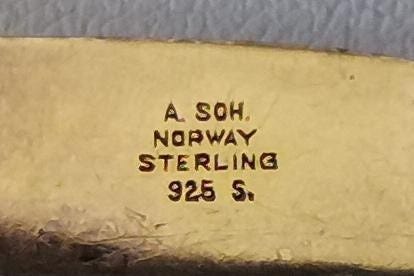 A. SOH.
NORWAY
STERLING
925 S.